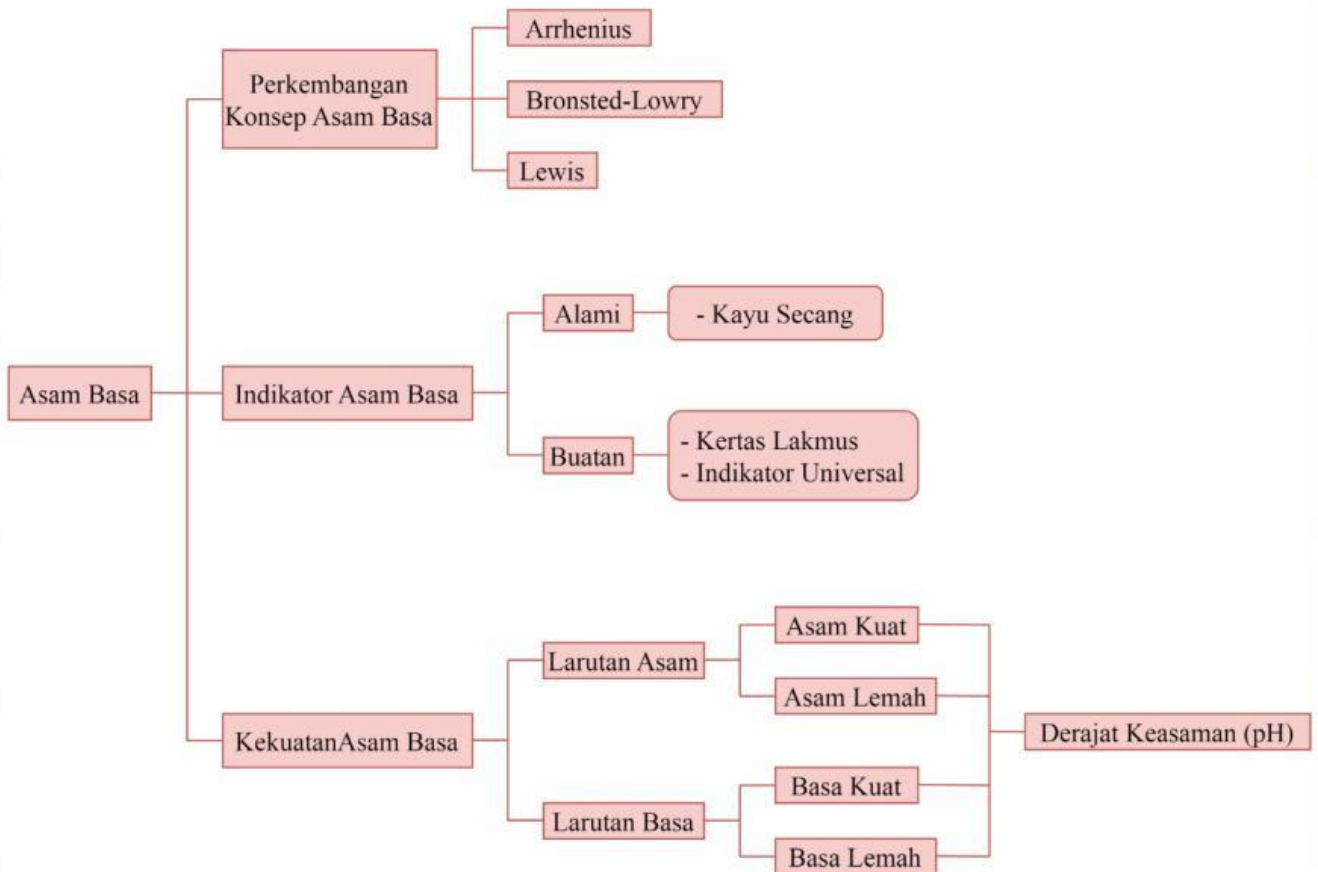 Arrhenius
Perkembangan
Konsep Asam Basa
Bronsted-Lowry
Lewis
Alami
- Kayu Secang
Asam Basa
Indikator Asam Basa
Buatan
- Kertas Lakmus
- Indikator Universal
Asam Kuat
Larutan Asam
Asam Lemah
KekuatanAsam Basa
Derajat Keasaman (pH)
Basa Kuat
Larutan Basa
Basa Lemah